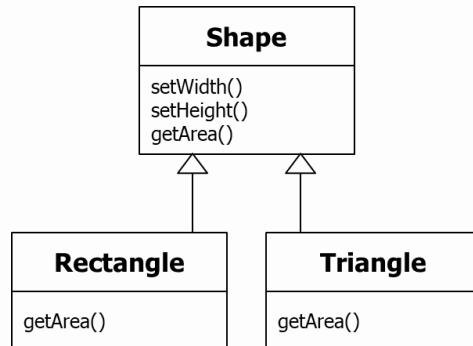 Shape
setWidth()
setHeight()
getArea()
Rectangle
getArea()
Triangle
getArea()